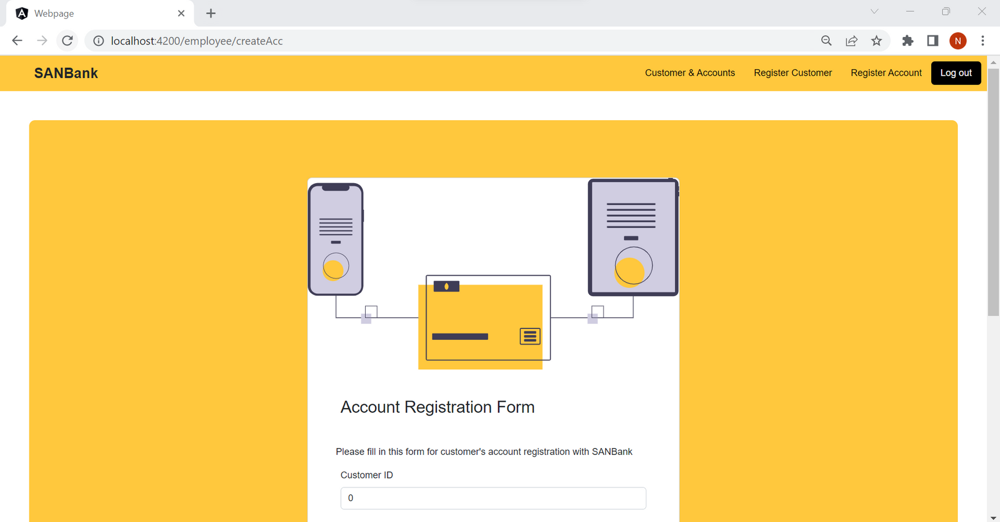 Webpage
localhost:4200/employee/createAcc
N
SANBank
Customer & Accounts
Register Customer
Register Account
Log out
Account Registration Form
Please fill in this form for customer's account registration with SANBank
Customer ID
0